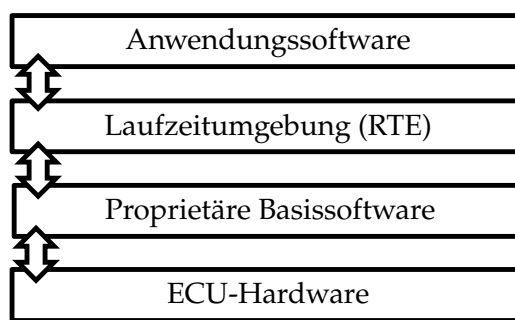 Anwendungssoftware
Laufzeitumgebung (RTE)
Proprietäre Basissoftware
ECU-Hardware